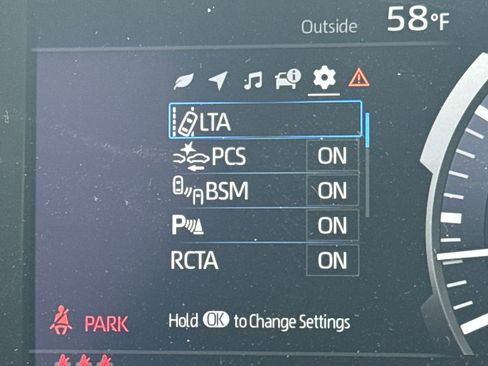 Outside 58°F
LTA
PCS ON
BSM ON
P ON
RCTA ON
Hold OK to Change Settings
PARK